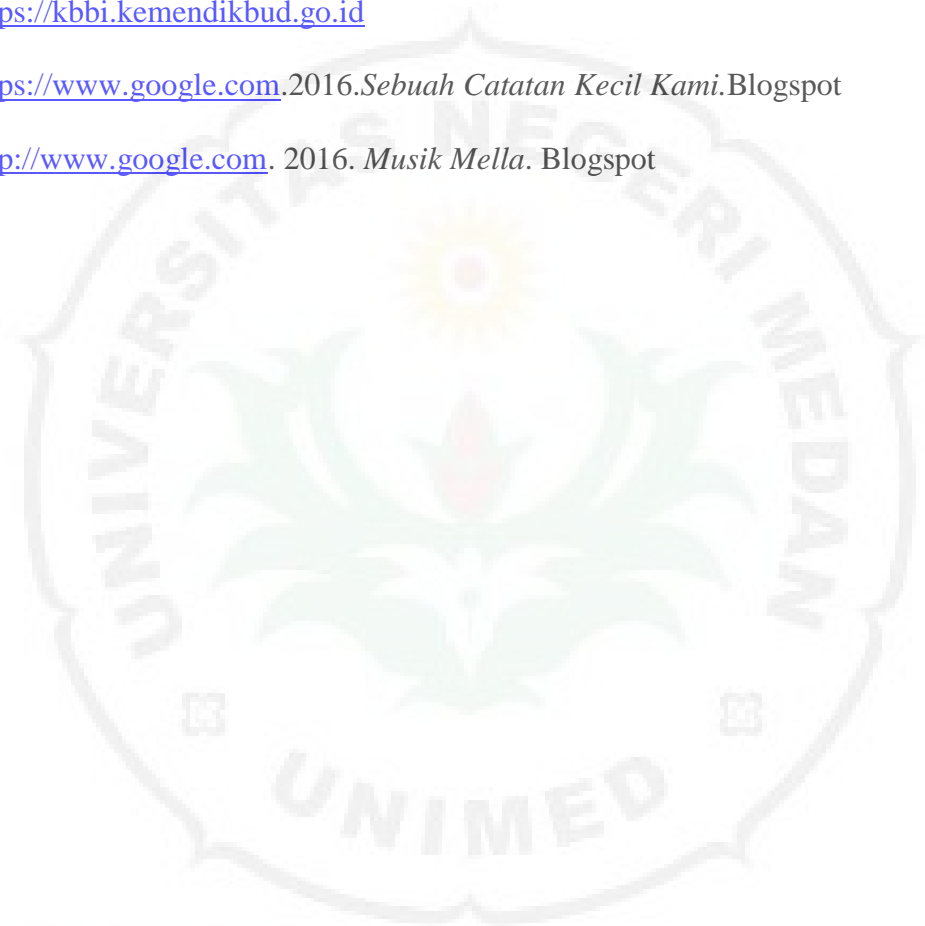 ps://kbbi.kemendikbud.go.id
ps://www.google.com.2016.Sebuah Catatan Kecil Kami.Blogspot
p://www.google.com. 2016. Musik Mella. Blogspot
UNIVERSITAS NEGERI MEDAN
UNIMED